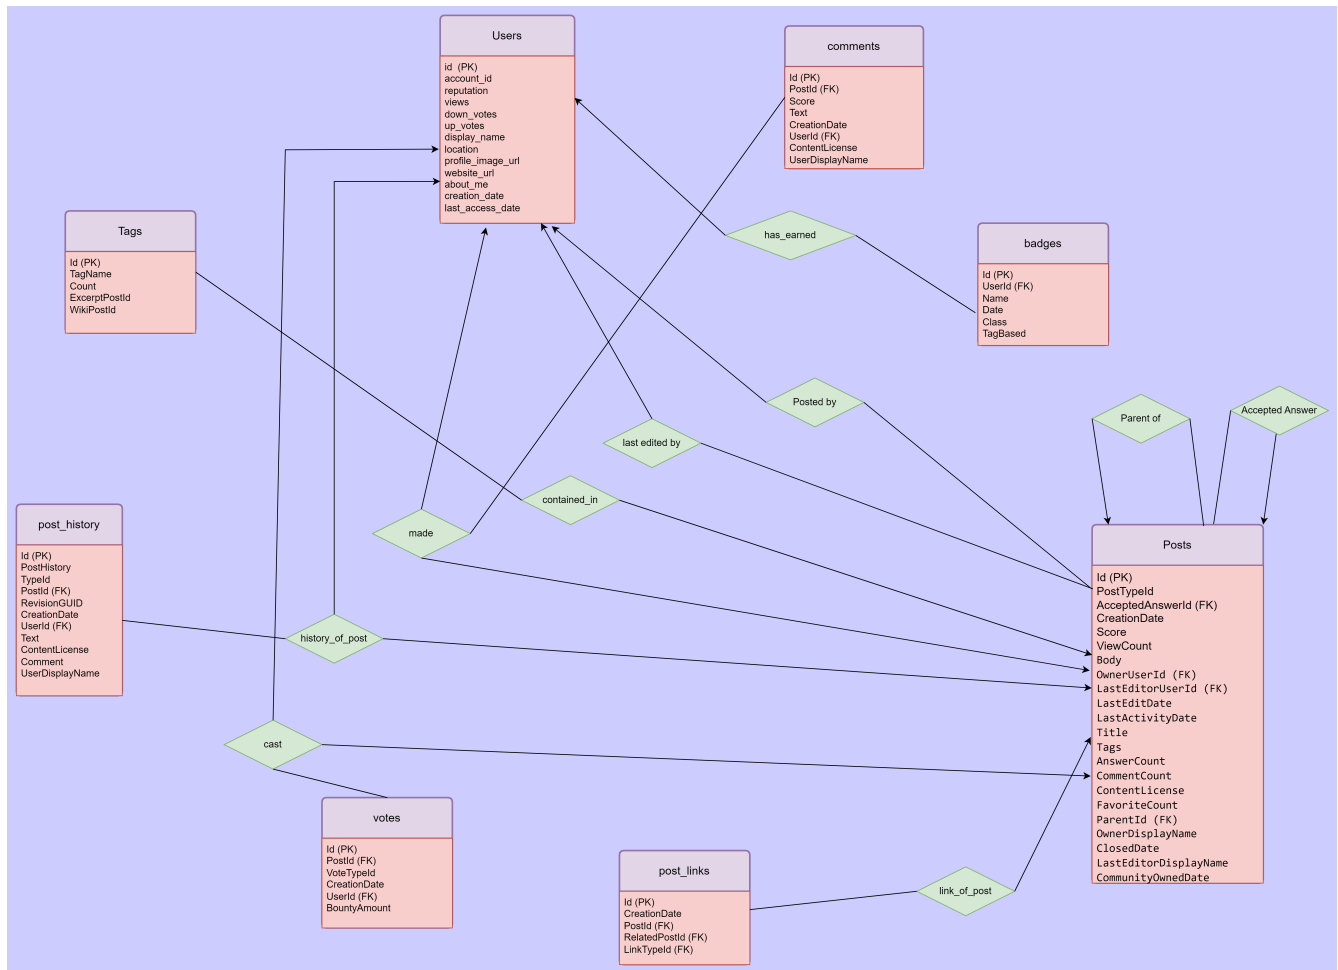 Users
id (PK)
account_id
reputation
views
down_votes
up_votes
display_name
location
profile_image_url
website_url
about_me
creation_date
last_access_date
comments
Id (PK)
PostId (FK)
Score
Text
CreationDate
UserId (FK)
ContentLicense
UserDisplayName
Tags
Id (PK)
TagName
Count
ExcerptPostId
WikiPostId
has_earned
badges
Id (PK)
UserId (FK)
Name
Date
Class
TagBased
Posted by
last edited by
Parent of
Accepted Answer
contained_in
made
post_history
Id (PK)
PostHistory
TypeId
PostId (FK)
RevisionGUID
CreationDate
UserId (FK)
Text
ContentLicense
Comment
UserDisplayName
history_of_post
Posts
Id (PK)
PostTypeId
AcceptedAnswerId (FK)
CreationDate
Score
ViewCount
Body
OwnerUserId (FK)
LastEditorUserId (FK)
LastEditDate
LastActivityDate
Title
Tags
AnswerCount
CommentCount
ContentLicense
FavoriteCount
ParentId (FK)
OwnerDisplayName
ClosedDate
LastEditorDisplayName
CommunityOwnedDate
cast
votes
Id (PK)
PostId (FK)
VoteTypeId
CreationDate
UserId (FK)
BountyAmount
post_links
Id (PK)
CreationDate
PostId (FK)
RelatedPostId (FK)
LinkTypeId (FK)
link_of_post